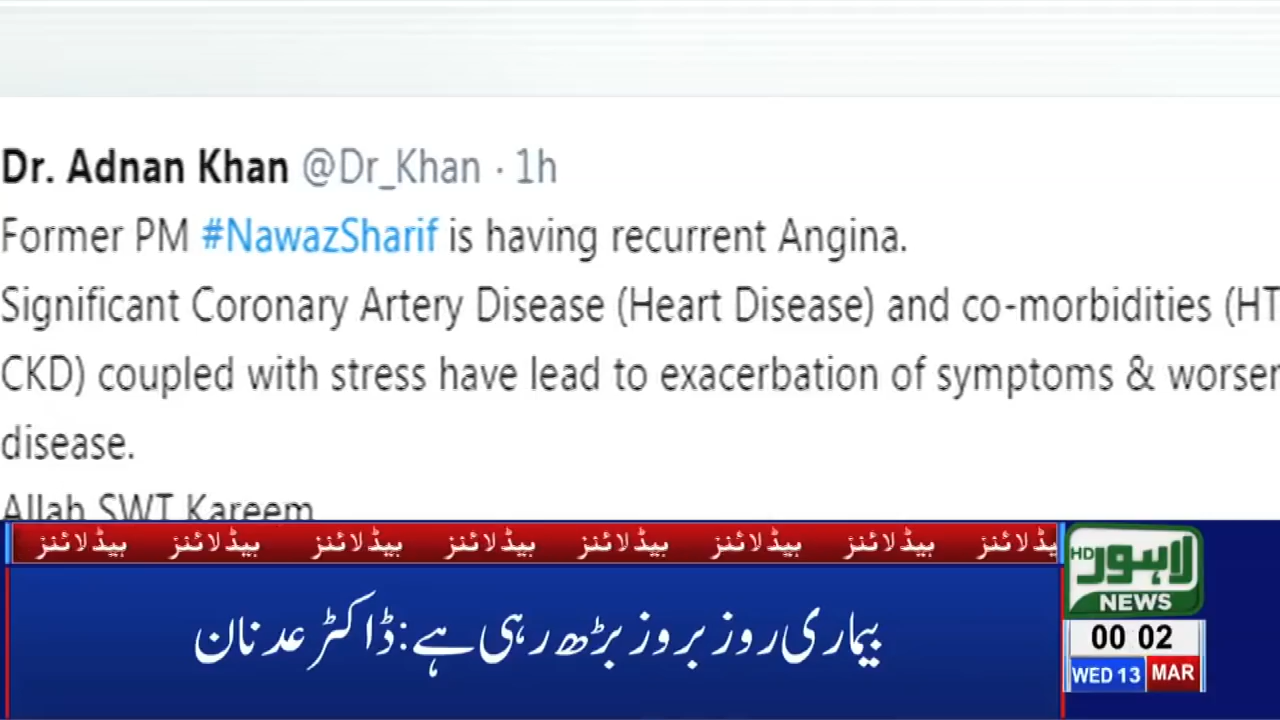 Dr. Adnan Khan @Dr_Khan · 1h
Former PM #NawazSharif is having recurrent Angina.
Significant Coronary Artery Disease (Heart Disease) and co-morbidities (HT
CKD) coupled with stress have lead to exacerbation of symptoms & worsen
disease.
Allah SWT Kareem
ہیڈلائنز ہیڈلائنز ہیڈلائنز ہیڈلائنز ہیڈلائنز ہیڈلائنز ہیڈلائنز یڈلائنز
بیماری روز بروز بڑھ رہی ہے: ڈاکٹر عدنان
HD لاہور
NEWS
00 02
WED 13 MAR